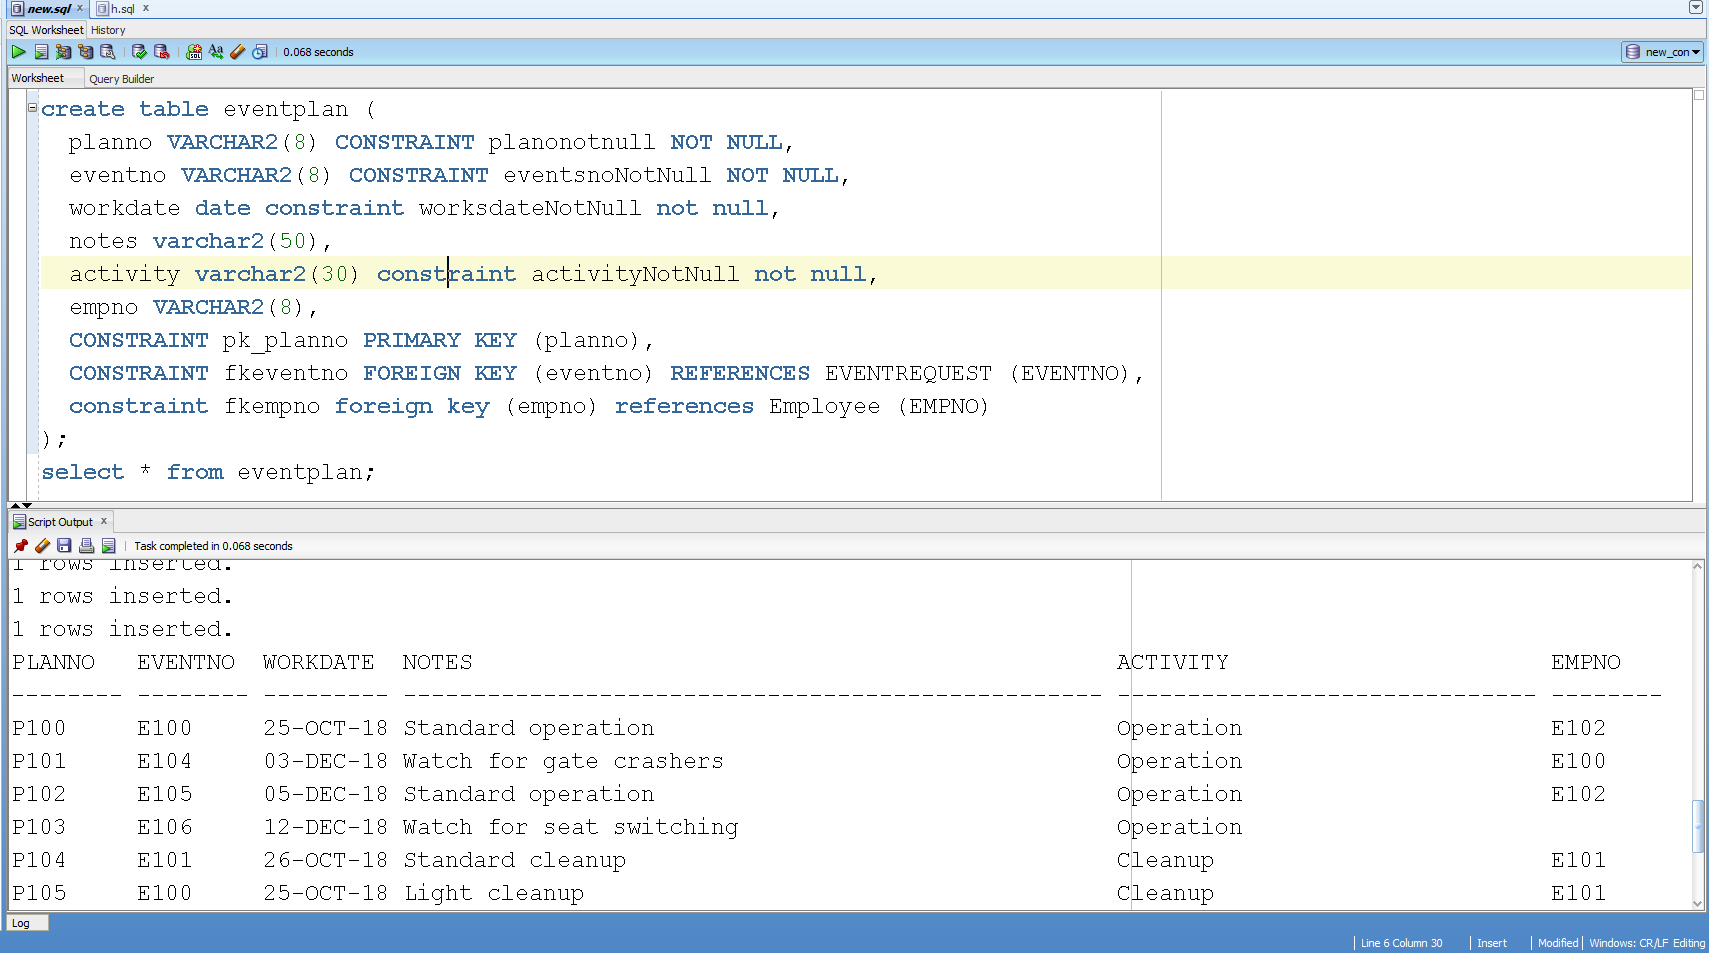 new.sql x h.sql x
SQL Worksheet History
0.068 seconds new_con
Worksheet Query Builder
create table eventplan (
planno VARCHAR2(8) CONSTRAINT planonotnull NOT NULL,
eventno VARCHAR2(8) CONSTRAINT eventsnoNotNull NOT NULL,
workdate date constraint worksdateNotNull not null,
notes varchar2(50),
activity varchar2(30) constraint activityNotNull not null,
empno VARCHAR2(8),
CONSTRAINT pk_planno PRIMARY KEY (planno),
CONSTRAINT fkeventno FOREIGN KEY (eventno) REFERENCES EVENTREQUEST (EVENTNO),
constraint fkempno foreign key (empno) references Employee (EMPNO)
);
select * from eventplan;
Script Output x
Task completed in 0.068 seconds
1 rows inserted.
1 rows inserted.
1 rows inserted.
PLANNO EVENTNO WORKDATE NOTES ACTIVITY EMPNO
-------- -------- --------- -------------------------------------------------- ------------------------------ --------
P100 E100 25-OCT-18 Standard operation Operation E102
P101 E104 03-DEC-18 Watch for gate crashers Operation E100
P102 E105 05-DEC-18 Standard operation Operation E102
P103 E106 12-DEC-18 Watch for seat switching Operation
P104 E101 26-OCT-18 Standard cleanup Cleanup E101
P105 E100 25-OCT-18 Light cleanup Cleanup E101
Log
Line 6 Column 30 Insert Modified Windows: CR/LF Editing